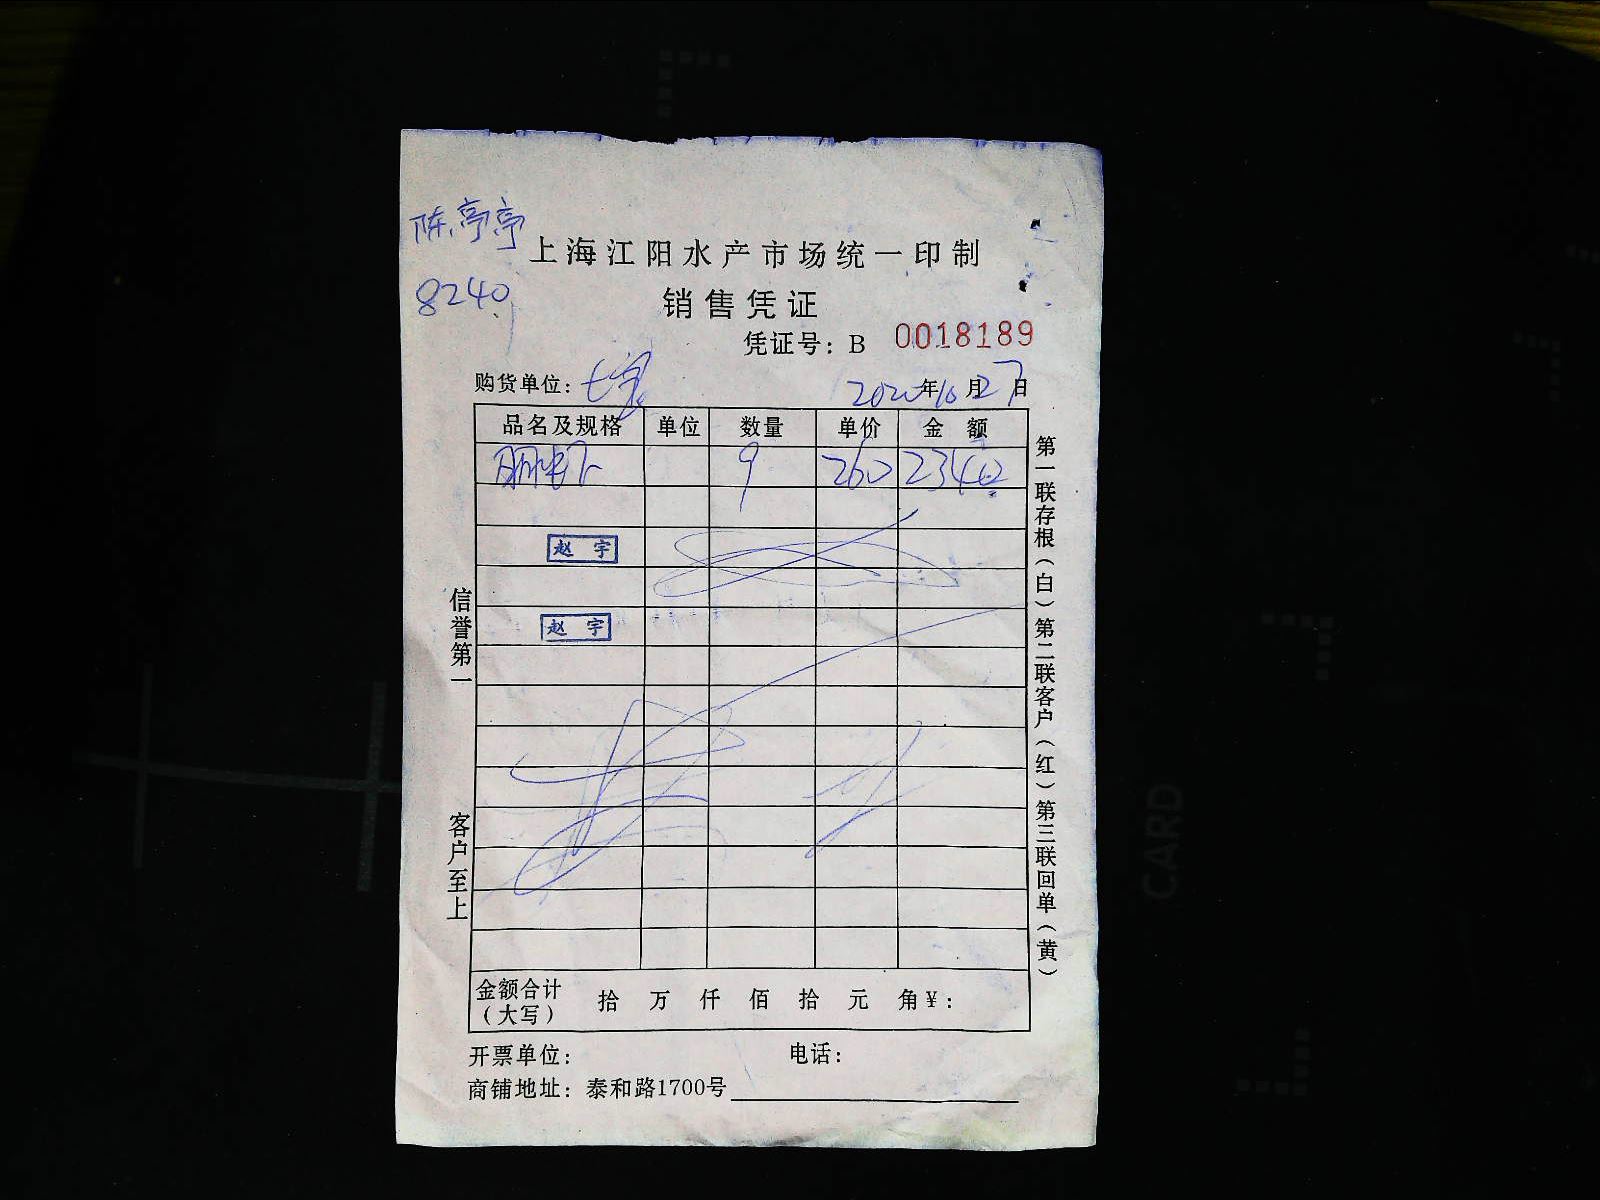 陈亭亭
8240
上海江阳水产市场统一印制
销售凭证
凭证号：B 0018189
购货单位： 2020年10月27日
品名及规格 单位 数量 单价 金额
9 260 2340
赵宇
赵宇
信誉第一
客户至上
第一联存根（白）第二联客户（红）第三联回单（黄）
金额合计（大写） 拾 万 仟 佰 拾 元 角 ¥：
开票单位： 电话：
商铺地址：泰和路1700号
CARD